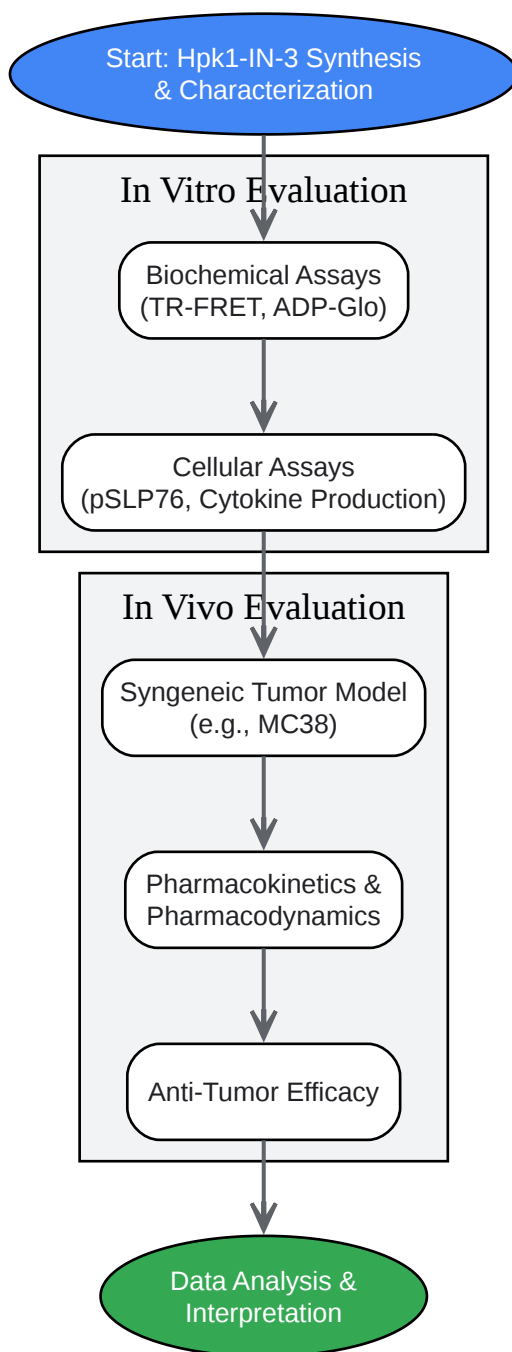 Start: Hpk1-IN-3 Synthesis
& Characterization
In Vitro Evaluation
Biochemical Assays
(TR-FRET, ADP-Glo)
Cellular Assays
(pSLP76, Cytokine Production)
In Vivo Evaluation
Syngeneic Tumor Model
(e.g., MC38)
Pharmacokinetics &
Pharmacodynamics
Anti-Tumor Efficacy
Data Analysis &
Interpretation